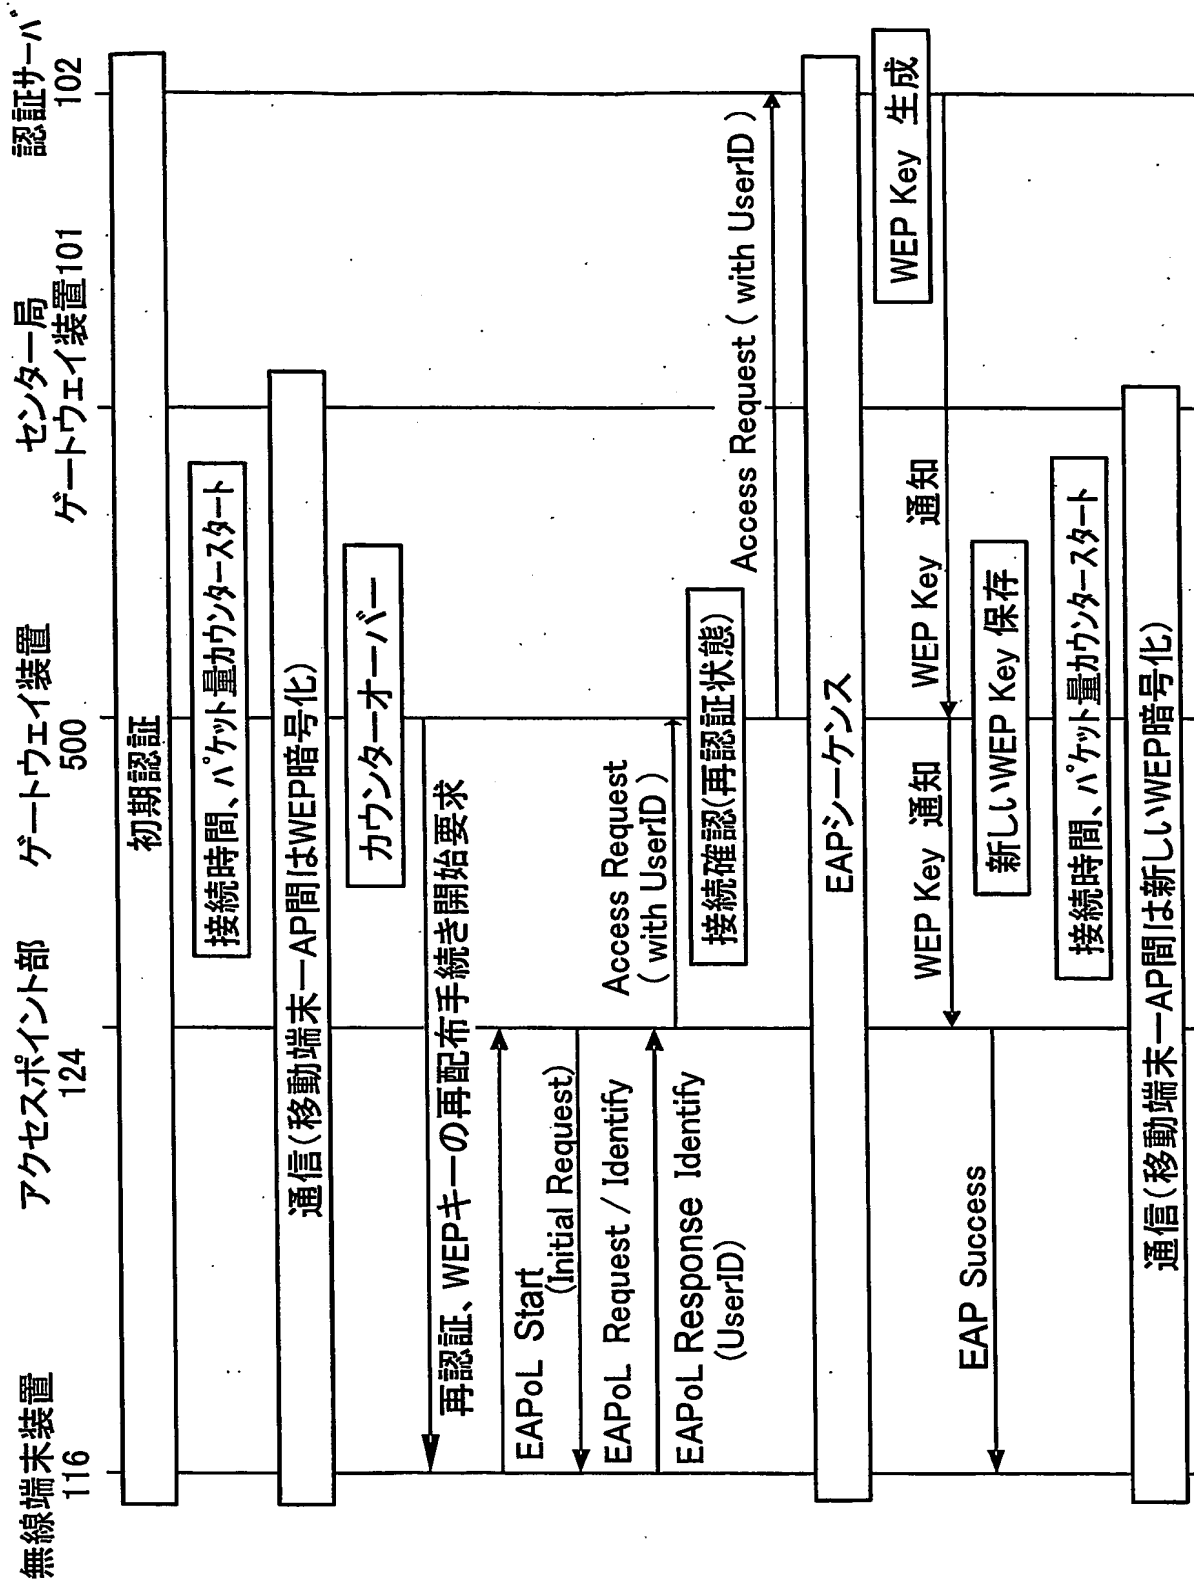 無線端末装置
116
アクセスポイント部
124
ゲートウェイ装置
500
センター局
ゲートウェイ装置101
認証サーバ
102
初期認証
接続時間、パケット量カウンタースタート
通信(移動端末ーAP間はWEP暗号化)
カウンターオーバー
再認証、WEPキーの再配布手続き開始要求
EAPoL Start
(Initial Request)
EAPoL Request / Identify
EAPoL Response Identify
(UserID)
Access Request
( with UserID )
接続確認(再認証状態)
Access Request ( with UserID )
EAPシーケンス
WEP Key 生成
WEP Key 通知
WEP Key 通知
新しいWEP Key 保存
EAP Success
接続時間、パケット量カウンタースタート
通信(移動端末ーAP間は新しいWEP暗号化)